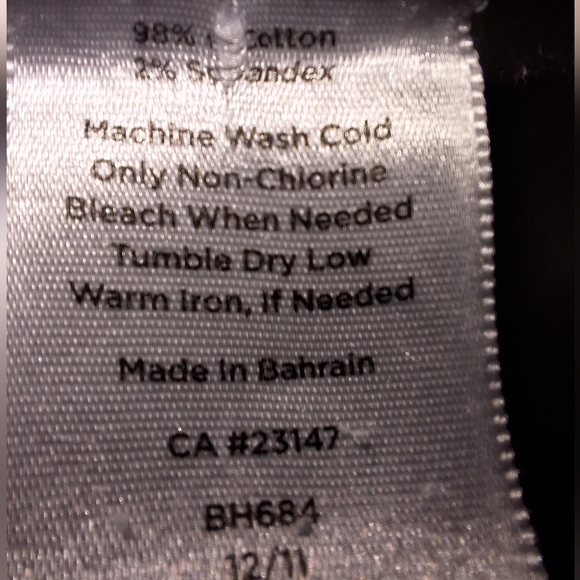 98% Cotton
2% Spandex
Machine Wash Cold
Only Non-Chlorine
Bleach When Needed
Tumble Dry Low
Warm Iron, If Needed
Made In Bahrain
CA #23147
BH684
12/11